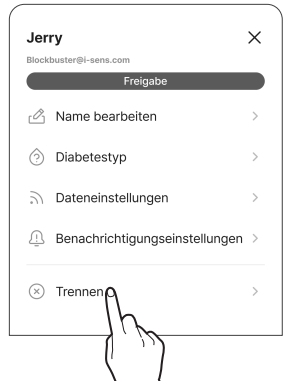 Jerry
Blockbuster@i-sens.com
Freigabe
Name bearbeiten
Diabetestyp
Dateneinstellungen
Benachrichtigungseinstellungen
Trennen